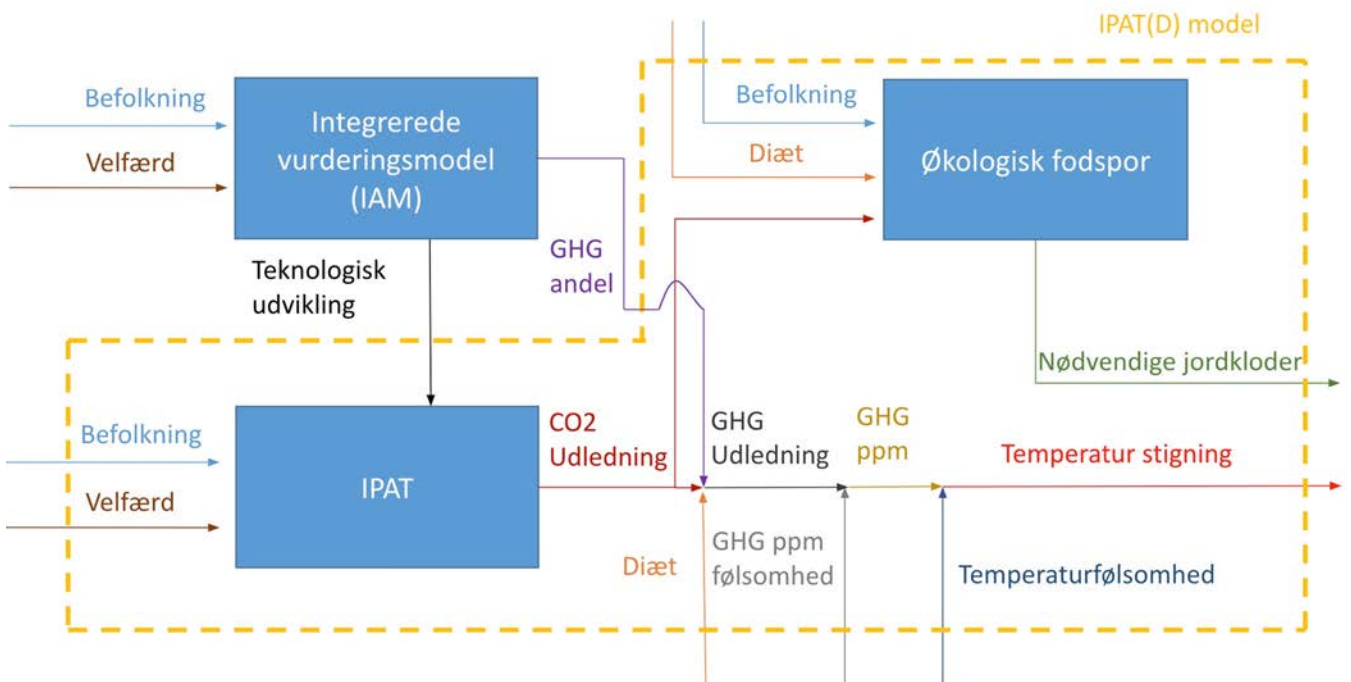 IPAT(D) model
Befolkning
Velfærd
Integrerede
vurderingsmodel
(IAM)
Befolkning
Diæt
Økologisk fodspor
Teknologisk
udvikling
GHG
andel
Nødvendige jordkloder
Befolkning
Velfærd
IPAT
CO2
Udledning
GHG
Udledning
GHG
ppm
Temperatur stigning
Diæt
GHG ppm
følsomhed
Temperaturfølsomhed